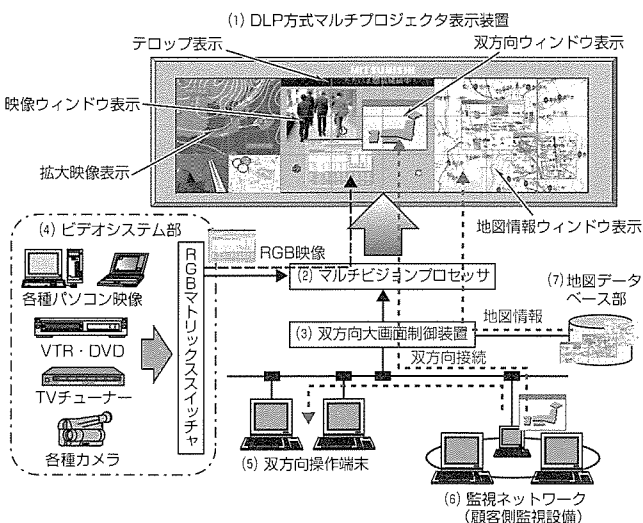 (1) DLP方式マルチプロジェクタ表示装置
テロップ表示
双方向ウィンドウ表示
映像ウィンドウ表示
拡大映像表示
地図情報ウィンドウ表示
(4) ビデオシステム部
RGB映像
各種パソコン映像
RGBマトリックススイッチャ
(2) マルチビジョンプロセッサ
(7) 地図データ
ベース部
地図情報
VTR・DVD
(3) 双方向大画面制御装置
双方向接続
TVチューナー
各種カメラ
(5) 双方向操作端末
(6) 監視ネットワーク
(顧客側監視設備)